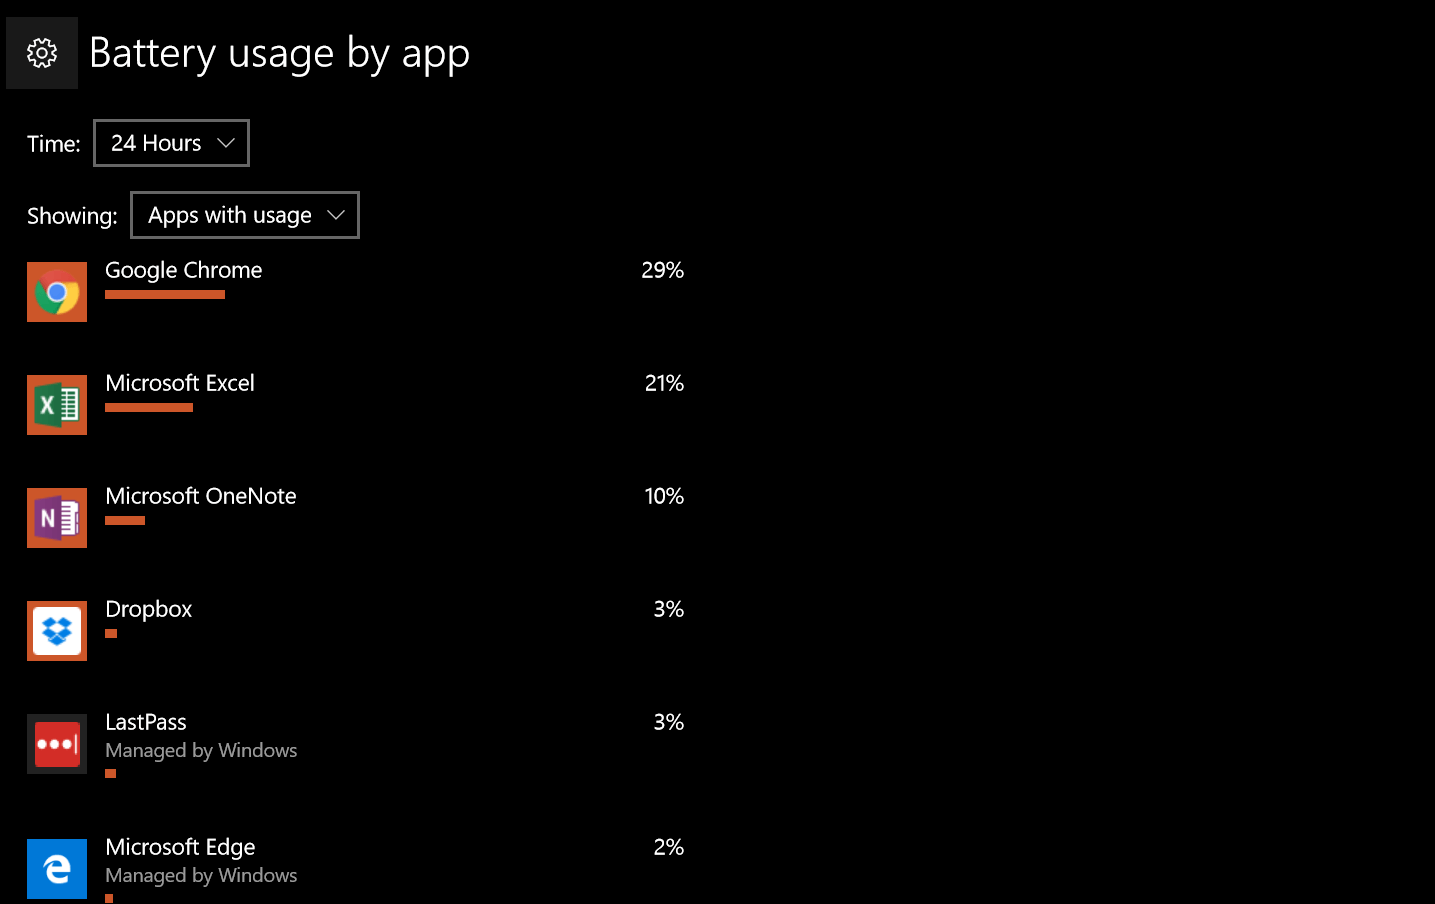 Battery usage by app
Time: 24 Hours
Showing: Apps with usage
Google Chrome 29%
Microsoft Excel 21%
Microsoft OneNote 10%
Dropbox 3%
LastPass 3%
Managed by Windows
Microsoft Edge 2%
Managed by Windows